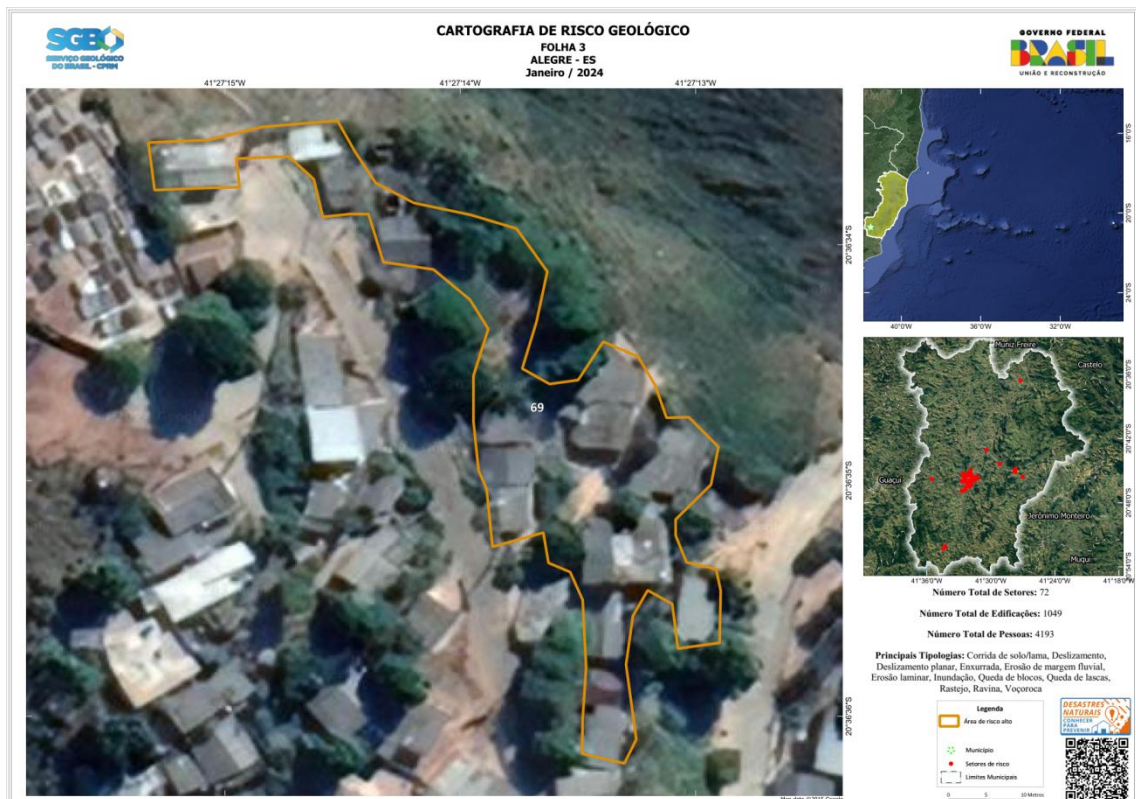 SGB
SERVIÇO GEOLÓGICO
DO BRASIL - CPRM
CARTOGRAFIA DE RISCO GEOLÓGICO
FOLHA 3
ALEGRE - ES
Janeiro / 2024
GOVERNO FEDERAL
BRASIL
UNIÃO E RECONSTRUÇÃO
41°27'15"W
41°27'14"W
41°27'13"W
20°36'34"S
20°36'35"S
20°36'36"S
69
16°0'S
20°0'S
24°0'S
40°0'W
36°0'W
32°0'W
Muniz Freire
Castelo
Guaçuí
Jerônimo Monteiro
Muqui
20°36'0"S
20°42'0"S
20°48'0"S
20°54'0"S
41°36'0"W
41°30'0"W
41°24'0"W
41°18'0"W
Número Total de Setores: 72
Número Total de Edificações: 1049
Número Total de Pessoas: 4193
Principais Tipologias: Corrida de solo/lama, Deslizamento,
Deslizamento planar, Enxurrada, Erosão de margem fluvial,
Erosão laminar, Inundação, Queda de blocos, Queda de lascas,
Rastejo, Ravina, Voçoroca
Legenda
Área de risco alto
Município
Setores de risco
Limites Municipais
0 5 10 Metros
DESASTRES
NATURAIS
CONHECER
PARA
PREVENIR